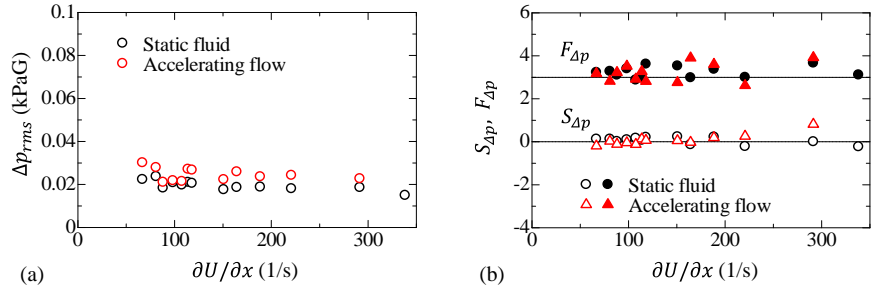 0.1
0.08
0.06
0.04
0.02
0
Δp_rms (kPaG)
Static fluid
Accelerating flow
0 100 200 300
∂U/∂x (1/s)
(a)
6
4
2
0
−2
−4
S_Δp, F_Δp
F_Δp
S_Δp
Static fluid
Accelerating flow
0 100 200 300
∂U/∂x (1/s)
(b)